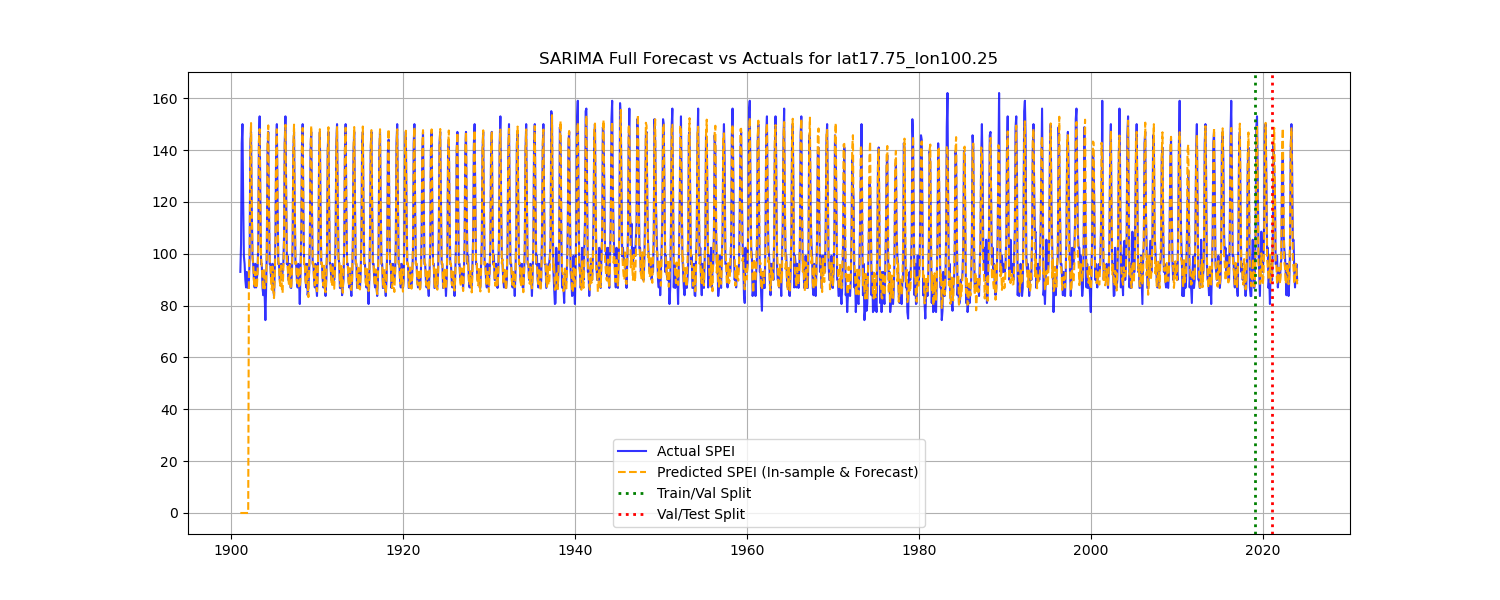 SARIMA Full Forecast vs Actuals for lat17.75_lon100.25
160
140
120
100
80
60
40
20
0
Actual SPEI
Predicted SPEI (In-sample & Forecast)
Train/Val Split
Val/Test Split
1900 1920 1940 1960 1980 2000 2020